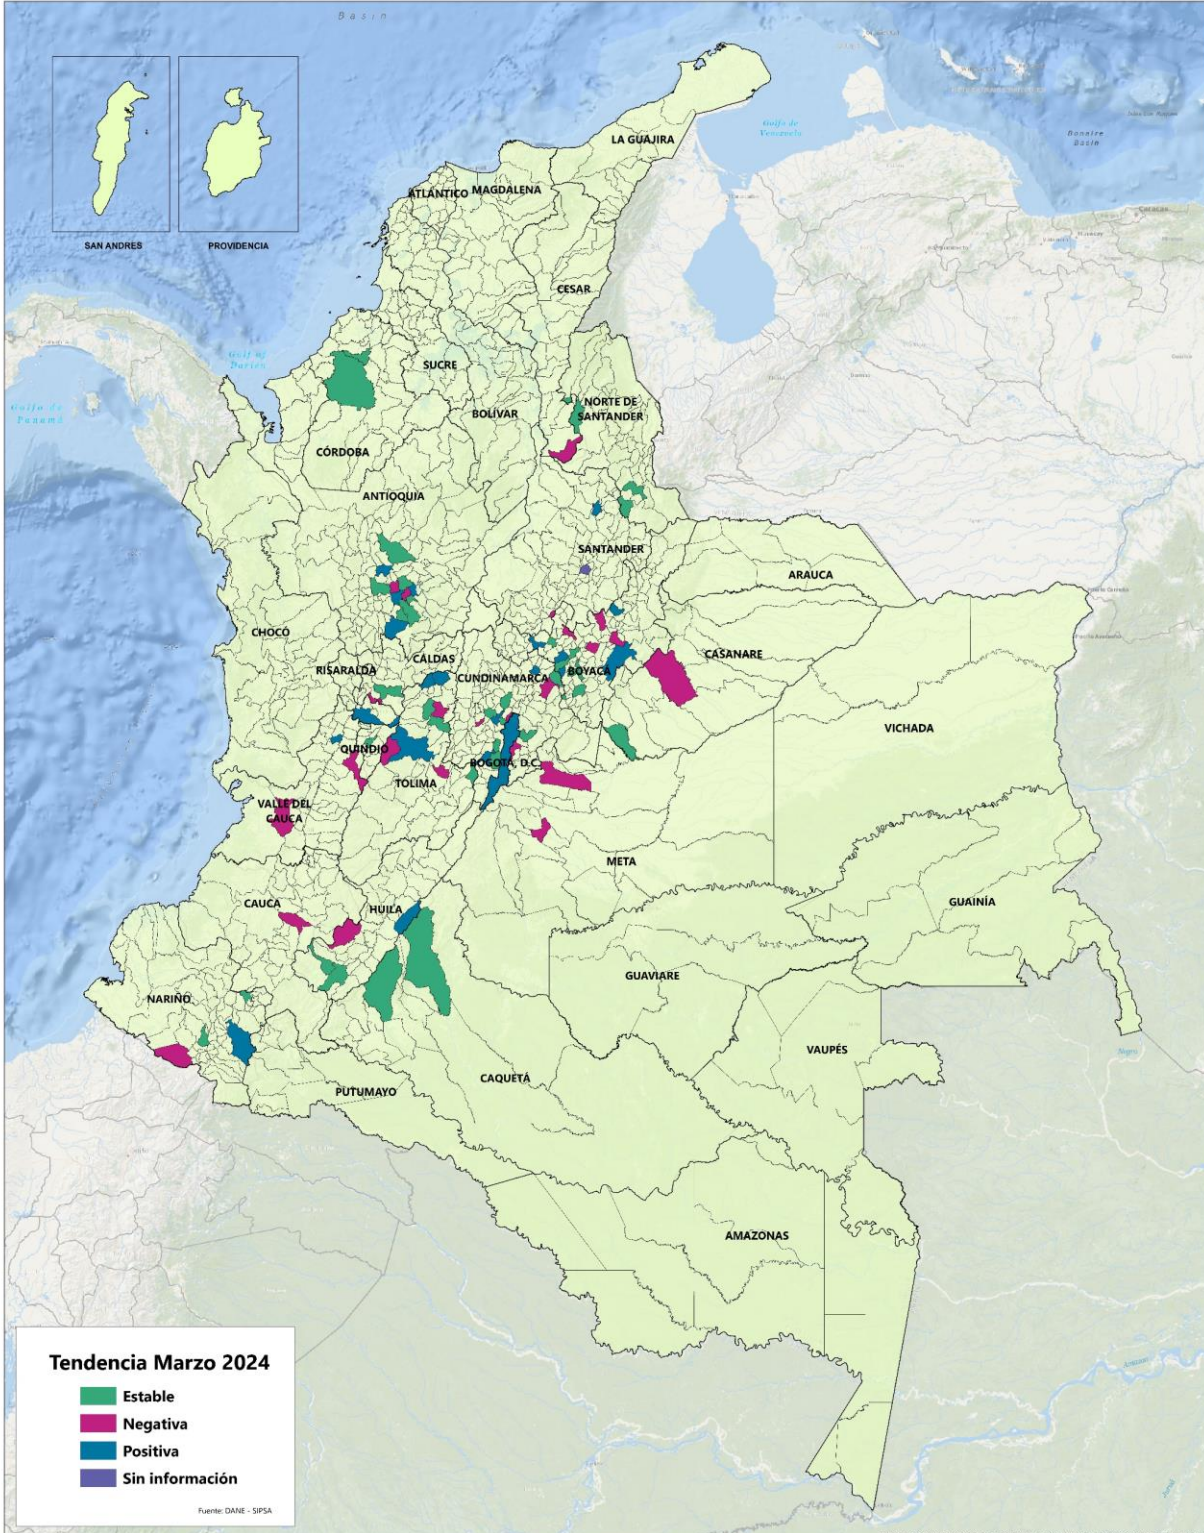 Basin
Golfo de
Venezuela
Bonaire
Basin
LA GUAJIRA
ATLÁNTICO
MAGDALENA
SAN ANDRES
PROVIDENCIA
CESAR
Golf of
Darien
SUCRE
NORTE DE
SANTANDER
Golfo de
Panamá
BOLÍVAR
CÓRDOBA
ANTIOQUIA
SANTANDER
ARAUCA
CHOCÓ
CASANARE
RISARALDA
CALDAS
CUNDINAMARCA
BOYACÁ
VICHADA
QUINDÍO
BOGOTÁ, D.C.
TOLIMA
VALLE DEL
CAUCA
META
CAUCA
HUILA
GUAINÍA
GUAVIARE
NARIÑO
VAUPÉS
CAQUETÁ
PUTUMAYO
AMAZONAS
Tendencia Marzo 2024
Estable
Negativa
Positiva
Sin información
Fuente: DANE - SIPSA